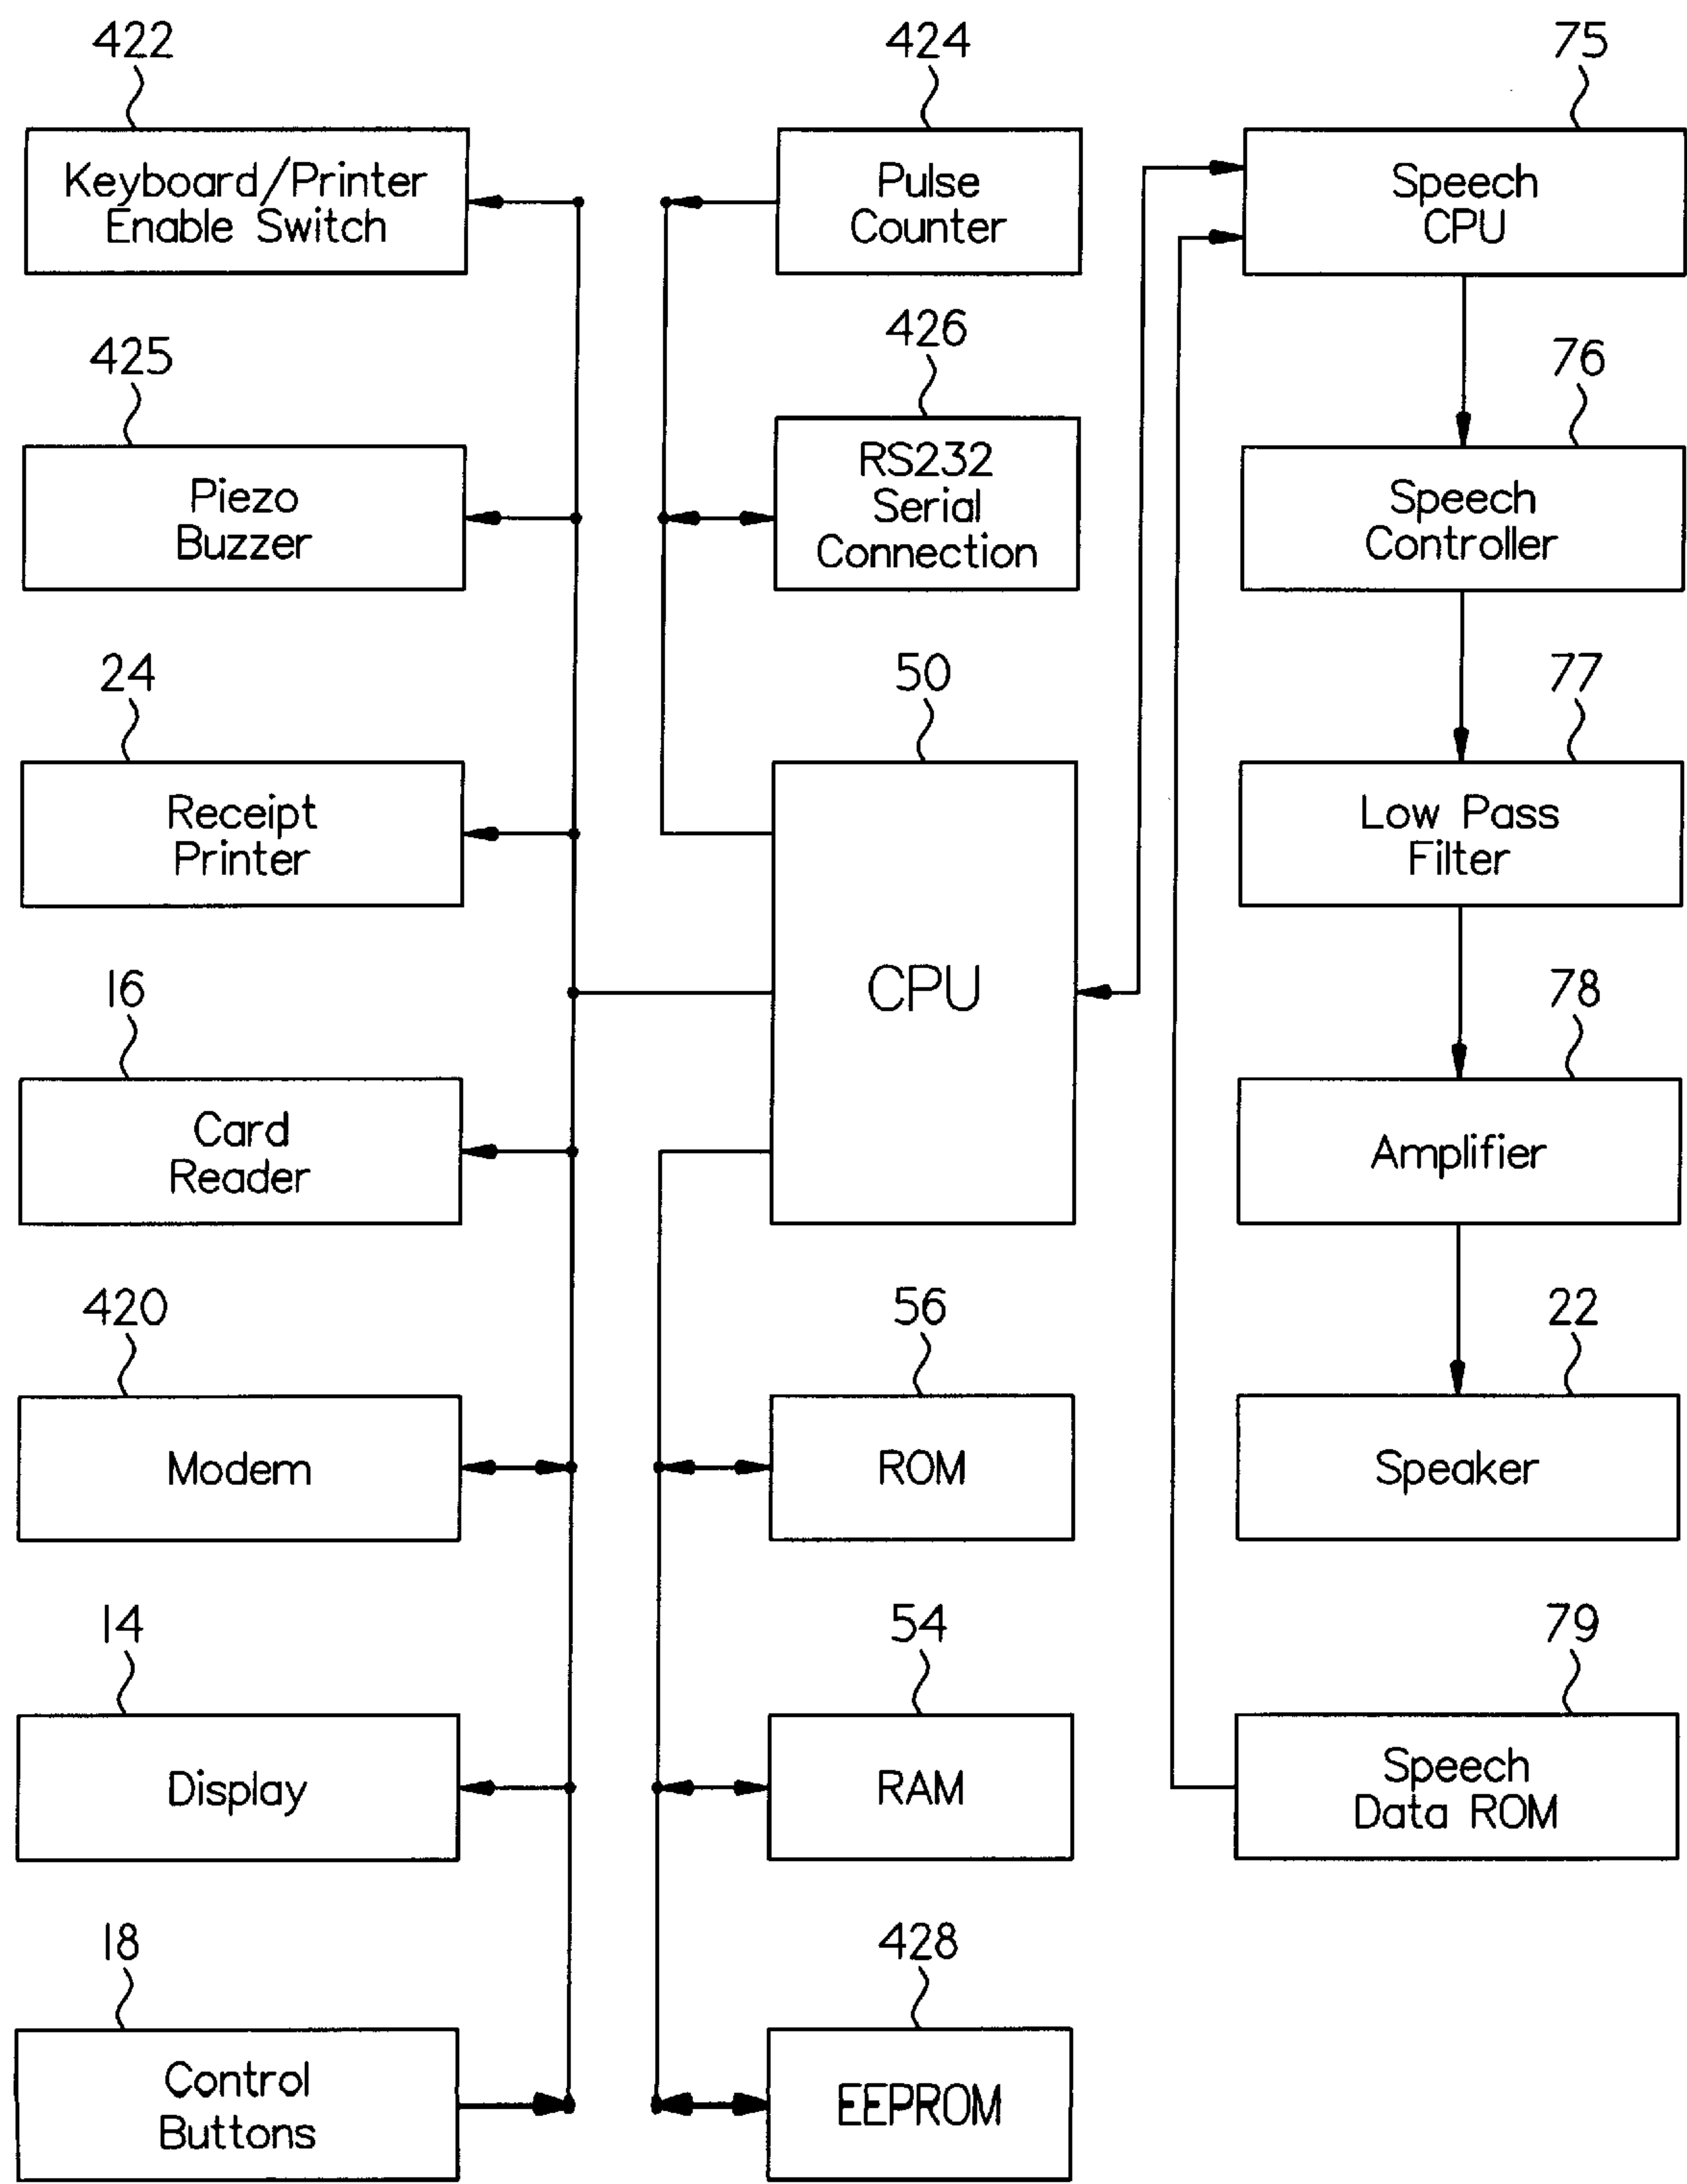 422
Keyboard/Printer
Enable Switch
425
Piezo
Buzzer
24
Receipt
Printer
16
Card
Reader
420
Modem
14
Display
18
Control
Buttons
424
Pulse
Counter
426
RS232
Serial
Connection
50
CPU
56
ROM
54
RAM
428
EEPROM
75
Speech
CPU
76
Speech
Controller
77
Low Pass
Filter
78
Amplifier
22
Speaker
79
Speech
Data ROM